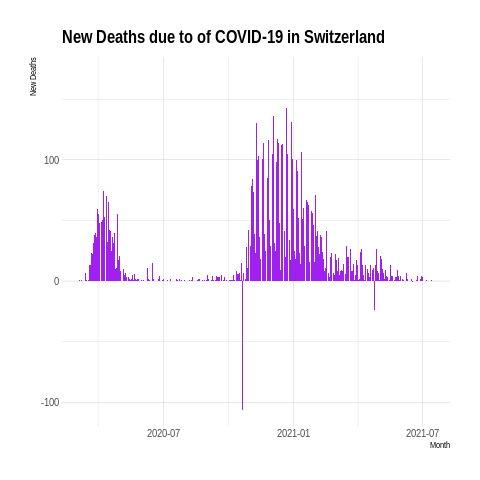 New Deaths due to of COVID-19 in Switzerland
New Deaths
100
0
-100
2020-07
2021-01
2021-07
Month